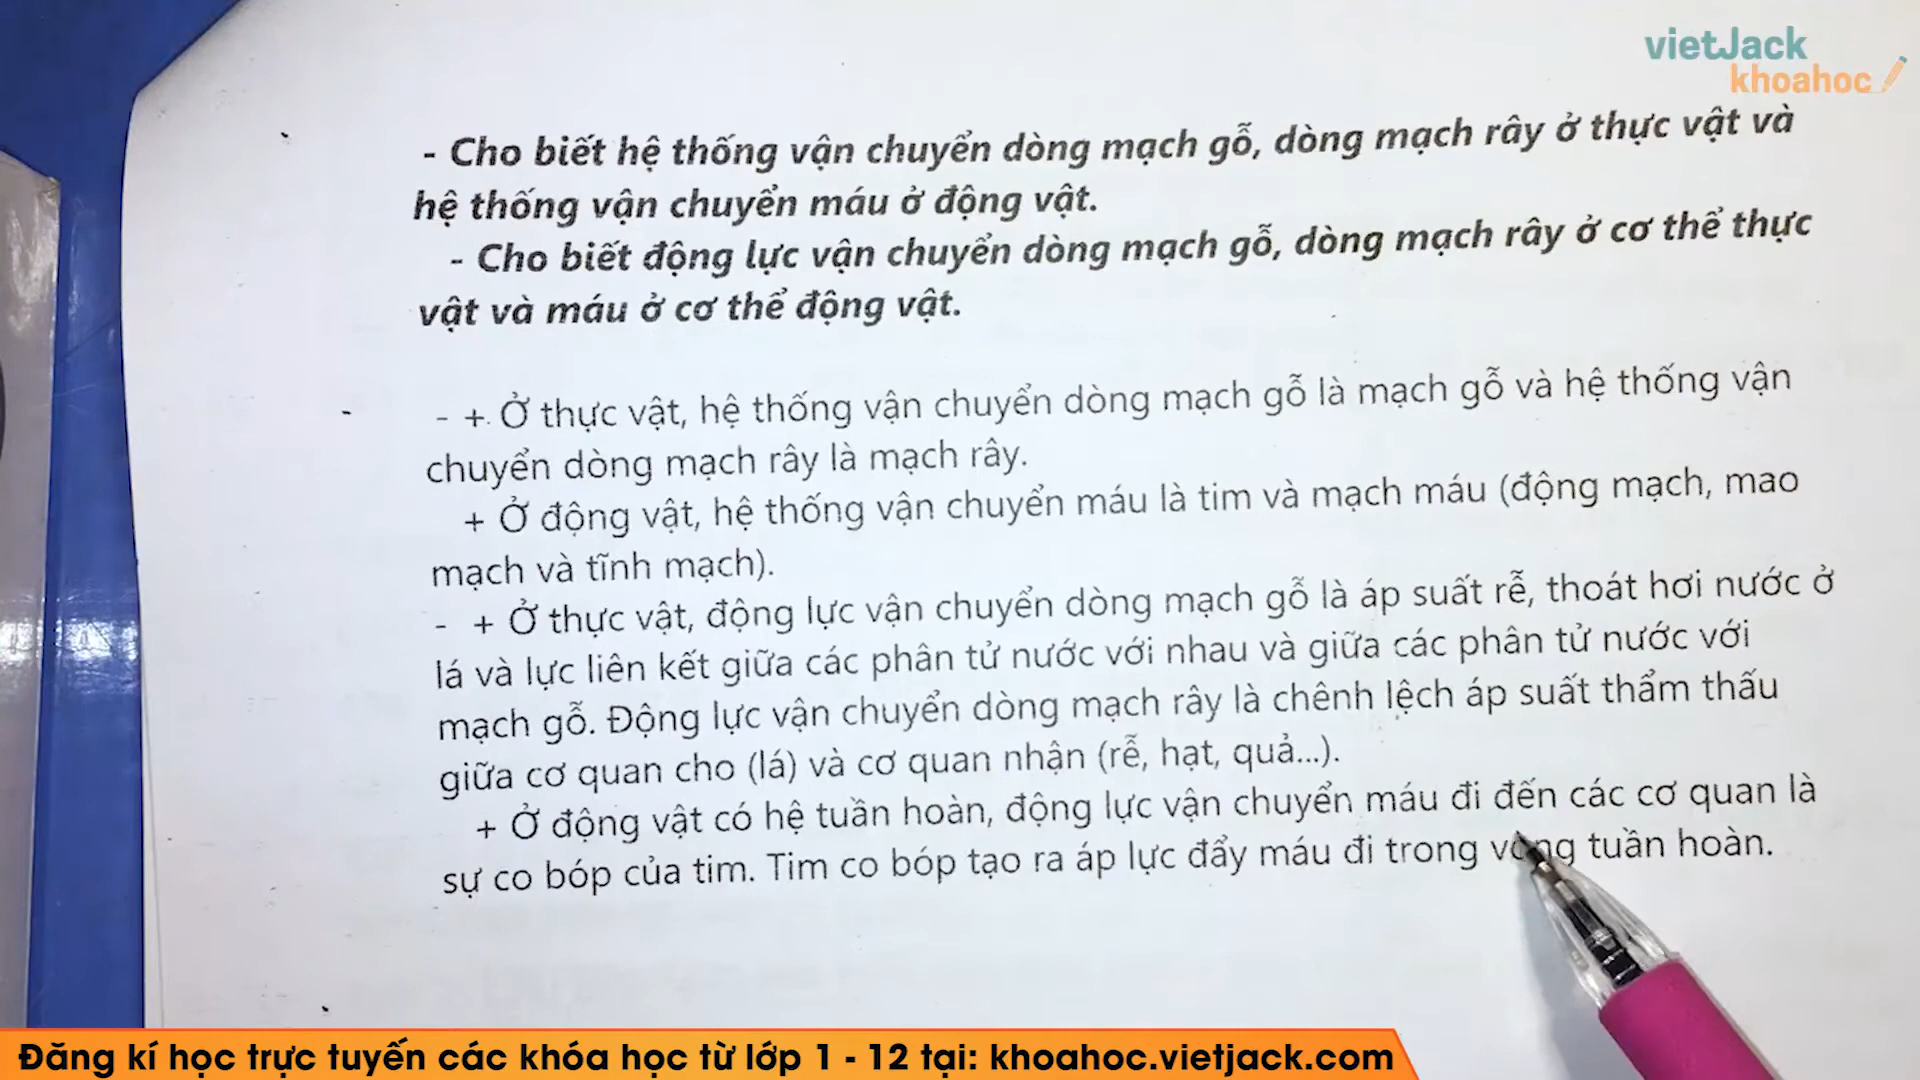 vietJack
khoahoc
- Cho biết hệ thống vận chuyển dòng mạch gỗ, dòng mạch rây ở thực vật và
hệ thống vận chuyển máu ở động vật.
- Cho biết động lực vận chuyển dòng mạch gỗ, dòng mạch rây ở cơ thể thực
vật và máu ở cơ thể động vật.
- + Ở thực vật, hệ thống vận chuyển dòng mạch gỗ là mạch gỗ và hệ thống vận
chuyển dòng mạch rây là mạch rây.
+ Ở động vật, hệ thống vận chuyển máu là tim và mạch máu (động mạch, mao
mạch và tĩnh mạch).
- + Ở thực vật, động lực vận chuyển dòng mạch gỗ là áp suất rễ, thoát hơi nước ở
lá và lực liên kết giữa các phân tử nước với nhau và giữa các phân tử nước với
mạch gỗ. Động lực vận chuyển dòng mạch rây là chênh lệch áp suất thẩm thấu
giữa cơ quan cho (lá) và cơ quan nhận (rễ, hạt, quả...).
+ Ở động vật có hệ tuần hoàn, động lực vận chuyển máu đi đến các cơ quan là
sự co bóp của tim. Tim co bóp tạo ra áp lực đẩy máu đi trong vòng tuần hoàn.
Đăng kí học trực tuyến các khóa học từ lớp 1 - 12 tại: khoahoc.vietjack.com